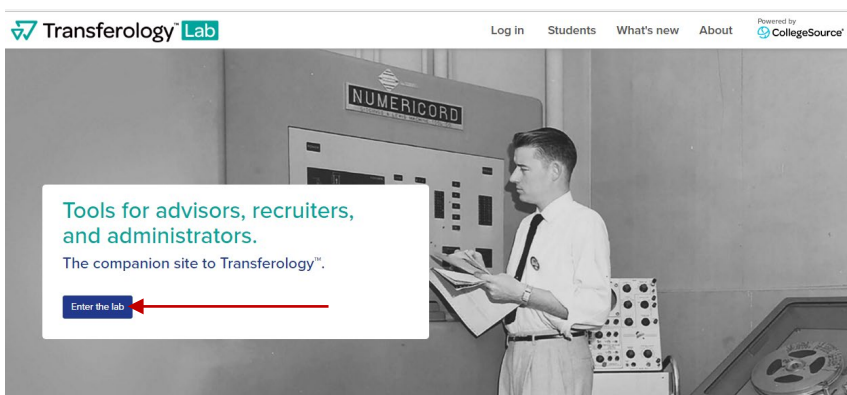 Transferology™ Lab
Log in Students What's new About
Powered by
CollegeSource®
NUMERICORD
Tools for advisors, recruiters,
and administrators.
The companion site to Transferology™.
Enter the lab